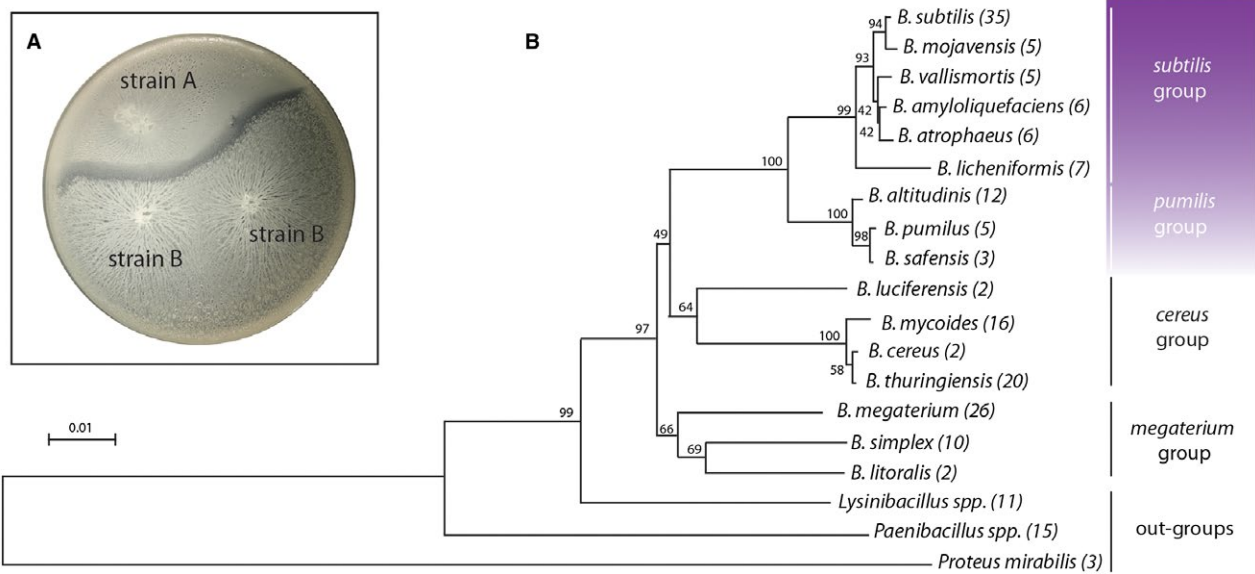 A
strain A
strain B
strain B
B
B. subtilis (35)
B. mojavensis (5)
B. vallismortis (5)
B. amyloliquefaciens (6)
B. atrophaeus (6)
B. licheniformis (7)
B. altitudinis (12)
B. pumilus (5)
B. safensis (3)
B. luciferensis (2)
B. mycoides (16)
B. cereus (2)
B. thuringiensis (20)
B. megaterium (26)
B. simplex (10)
B. litoralis (2)
Lysinibacillus spp. (11)
Paenibacillus spp. (15)
Proteus mirabilis (3)
94
93
99
42
42
100
100
98
49
64
97
100
58
99
66
69
0.01
subtilis
group
pumilis
group
cereus
group
megaterium
group
out-groups